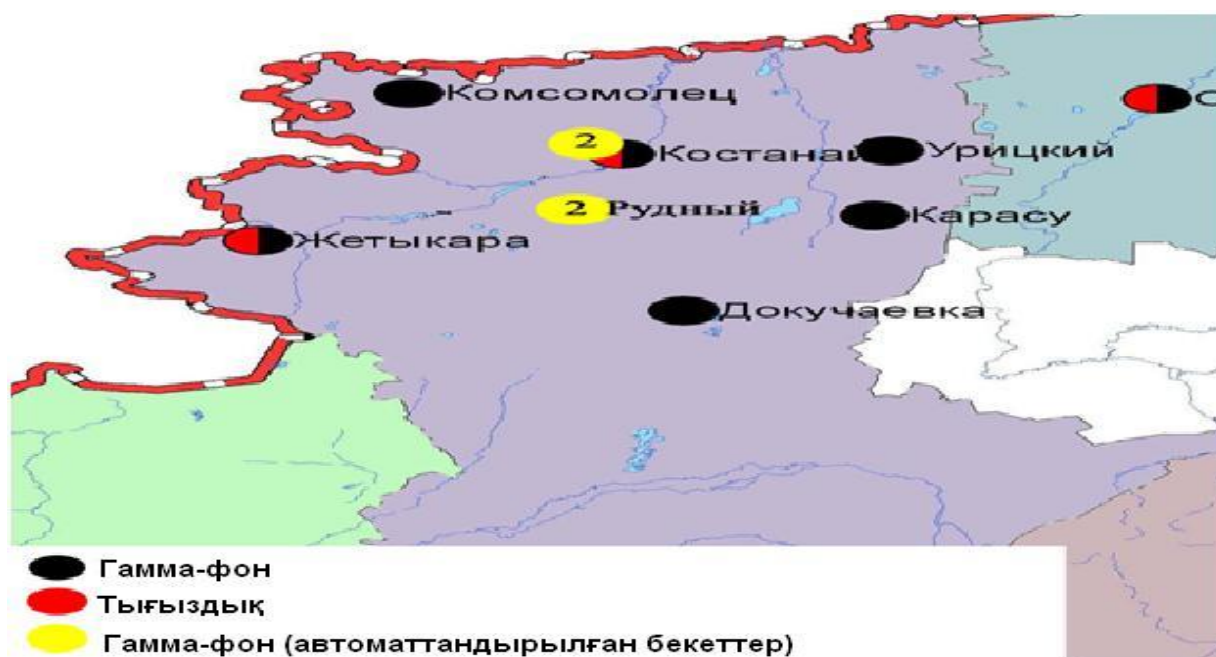 Комсомолец
2 Костанай Урицкий
2 Рудный
Карасу
Жетыкара
Докучаевка
Гамма-фон
Тығыздық
Гамма-фон (автоматтандырылған бекеттер)